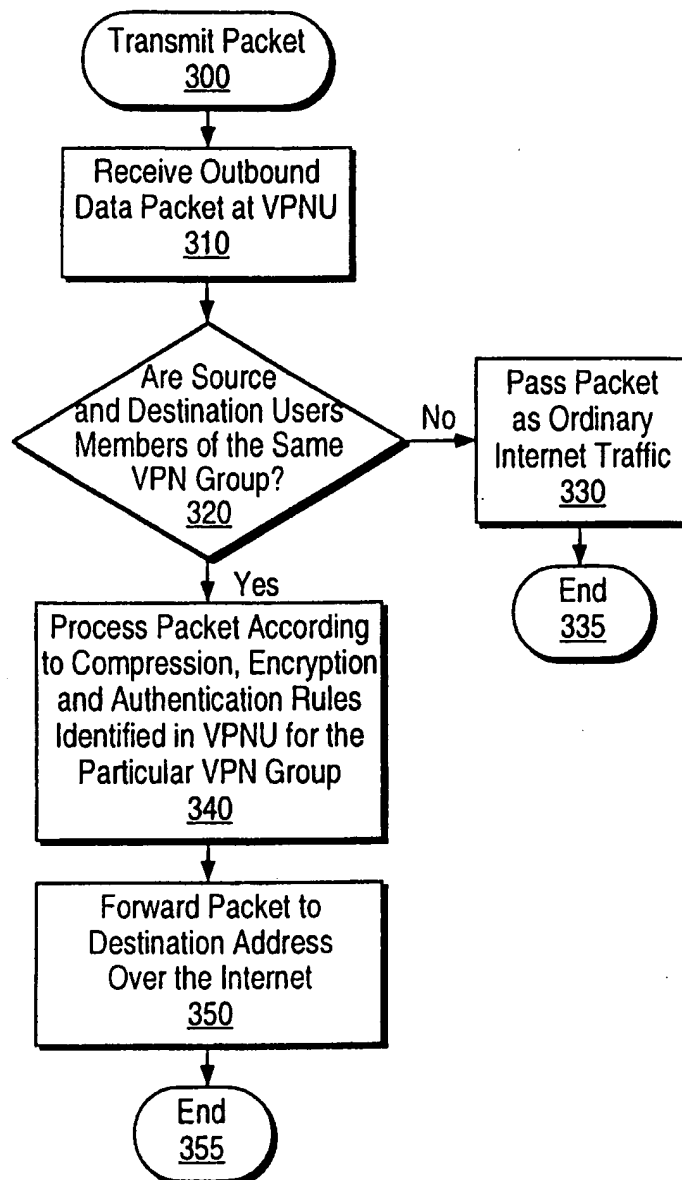 Transmit Packet
300
Receive Outbound
Data Packet at VPNU
310
Are Source
and Destination Users
Members of the Same
VPN Group?
320
No
Pass Packet
as Ordinary
Internet Traffic
330
End
335
Yes
Process Packet According
to Compression, Encryption
and Authentication Rules
Identified in VPNU for the
Particular VPN Group
340
Forward Packet to
Destination Address
Over the Internet
350
End
355